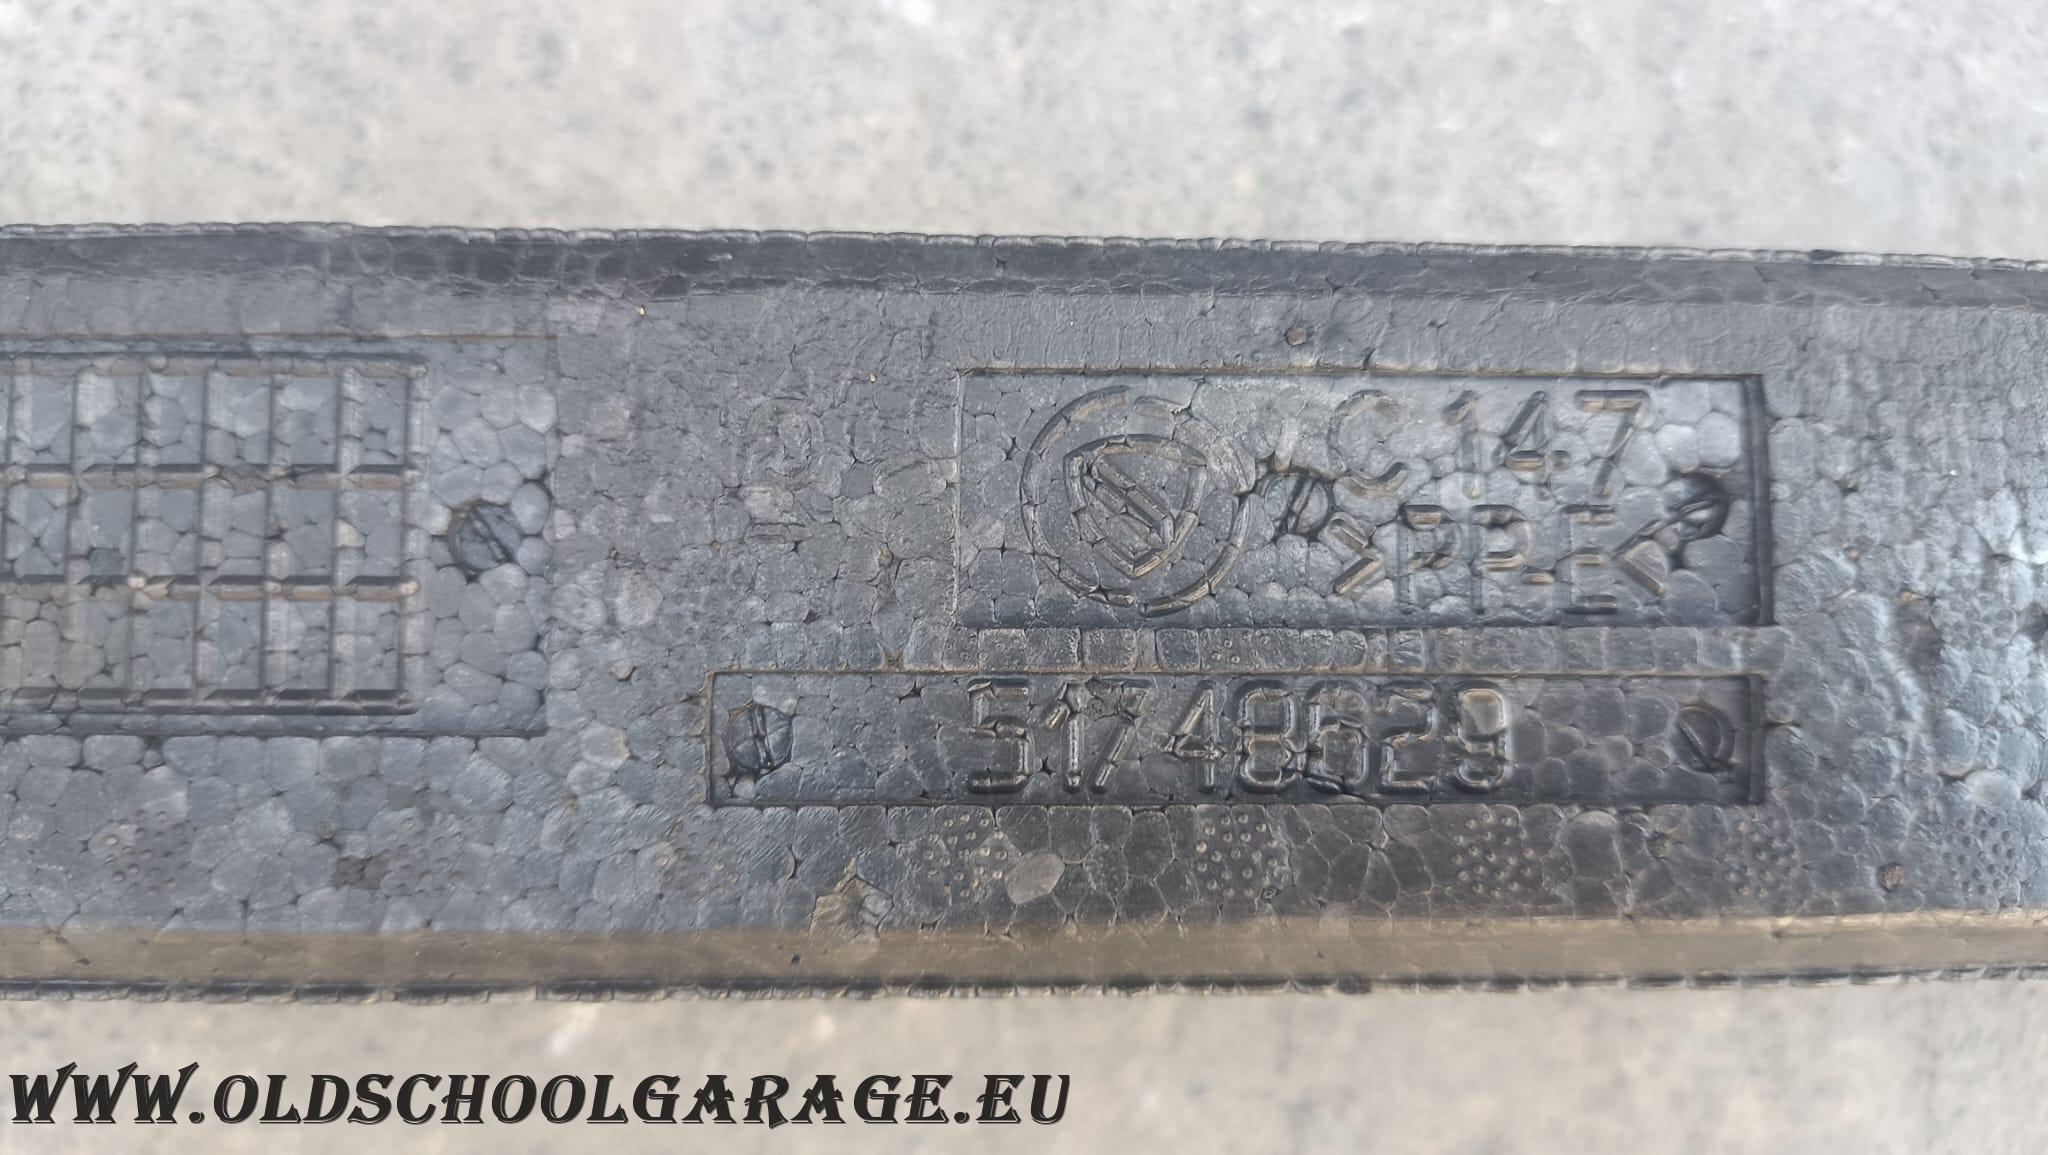 C 147
>PP-E<
51748629
WWW.OLDSCHOOLGARAGE.EU